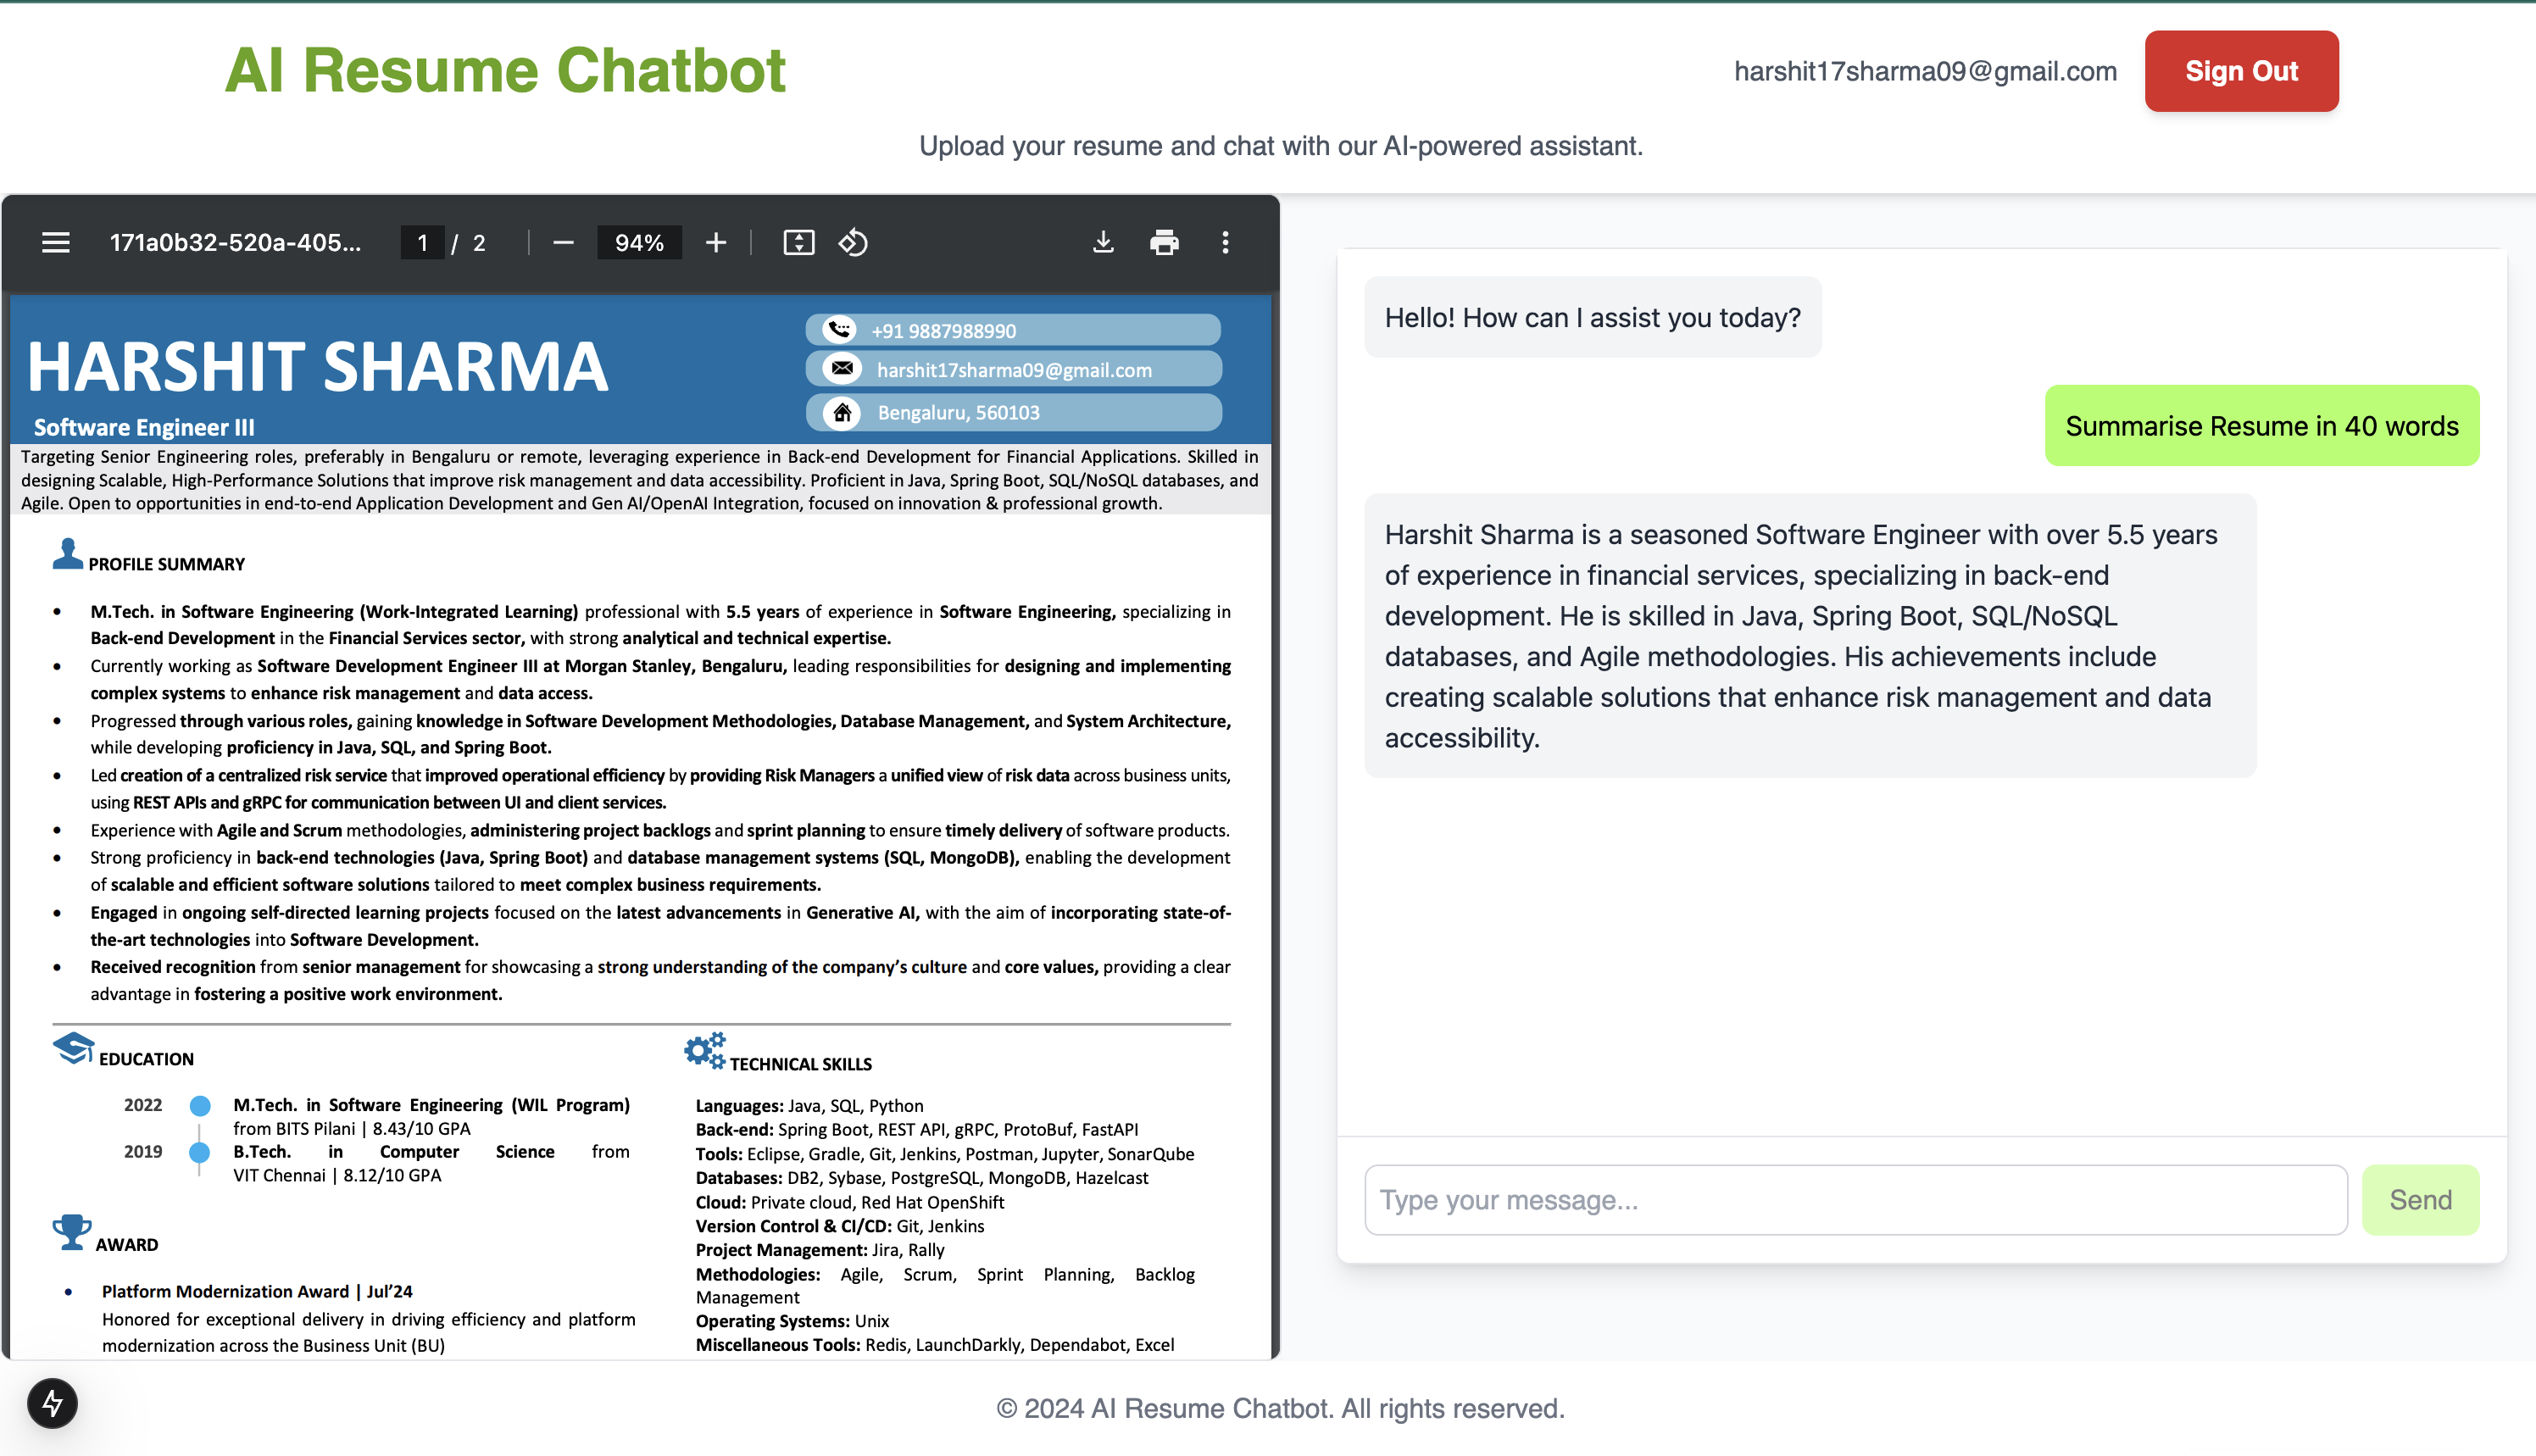 AI Resume Chatbot
harshit17sharma09@gmail.com
Sign Out
Upload your resume and chat with our AI-powered assistant.
171a0b32-520a-405...
1 / 2
94%
HARSHIT SHARMA
Software Engineer III
+91 9887988990
harshit17sharma09@gmail.com
Bengaluru, 560103
Targeting Senior Engineering roles, preferably in Bengaluru or remote, leveraging experience in Back-end Development for Financial Applications. Skilled in
designing Scalable, High-Performance Solutions that improve risk management and data accessibility. Proficient in Java, Spring Boot, SQL/NoSQL databases, and
Agile. Open to opportunities in end-to-end Application Development and Gen AI/OpenAI Integration, focused on innovation & professional growth.
PROFILE SUMMARY
• M.Tech. in Software Engineering (Work-Integrated Learning) professional with 5.5 years of experience in Software Engineering, specializing in
Back-end Development in the Financial Services sector, with strong analytical and technical expertise.
• Currently working as Software Development Engineer III at Morgan Stanley, Bengaluru, leading responsibilities for designing and implementing
complex systems to enhance risk management and data access.
• Progressed through various roles, gaining knowledge in Software Development Methodologies, Database Management, and System Architecture,
while developing proficiency in Java, SQL, and Spring Boot.
• Led creation of a centralized risk service that improved operational efficiency by providing Risk Managers a unified view of risk data across business units,
using REST APIs and gRPC for communication between UI and client services.
• Experience with Agile and Scrum methodologies, administering project backlogs and sprint planning to ensure timely delivery of software products.
• Strong proficiency in back-end technologies (Java, Spring Boot) and database management systems (SQL, MongoDB), enabling the development
of scalable and efficient software solutions tailored to meet complex business requirements.
• Engaged in ongoing self-directed learning projects focused on the latest advancements in Generative AI, with the aim of incorporating state-of-
the-art technologies into Software Development.
• Received recognition from senior management for showcasing a strong understanding of the company's culture and core values, providing a clear
advantage in fostering a positive work environment.
EDUCATION
2022
M.Tech. in Software Engineering (WIL Program)
from BITS Pilani | 8.43/10 GPA
2019
B.Tech. in Computer Science from
VIT Chennai | 8.12/10 GPA
AWARD
• Platform Modernization Award | Jul'24
Honored for exceptional delivery in driving efficiency and platform
modernization across the Business Unit (BU)
TECHNICAL SKILLS
Languages: Java, SQL, Python
Back-end: Spring Boot, REST API, gRPC, ProtoBuf, FastAPI
Tools: Eclipse, Gradle, Git, Jenkins, Postman, Jupyter, SonarQube
Databases: DB2, Sybase, PostgreSQL, MongoDB, Hazelcast
Cloud: Private cloud, Red Hat OpenShift
Version Control & CI/CD: Git, Jenkins
Project Management: Jira, Rally
Methodologies: Agile, Scrum, Sprint Planning, Backlog
Management
Operating Systems: Unix
Miscellaneous Tools: Redis, LaunchDarkly, Dependabot, Excel
Hello! How can I assist you today?
Summarise Resume in 40 words
Harshit Sharma is a seasoned Software Engineer with over 5.5 years
of experience in financial services, specializing in back-end
development. He is skilled in Java, Spring Boot, SQL/NoSQL
databases, and Agile methodologies. His achievements include
creating scalable solutions that enhance risk management and data
accessibility.
Type your message...
Send
© 2024 AI Resume Chatbot. All rights reserved.